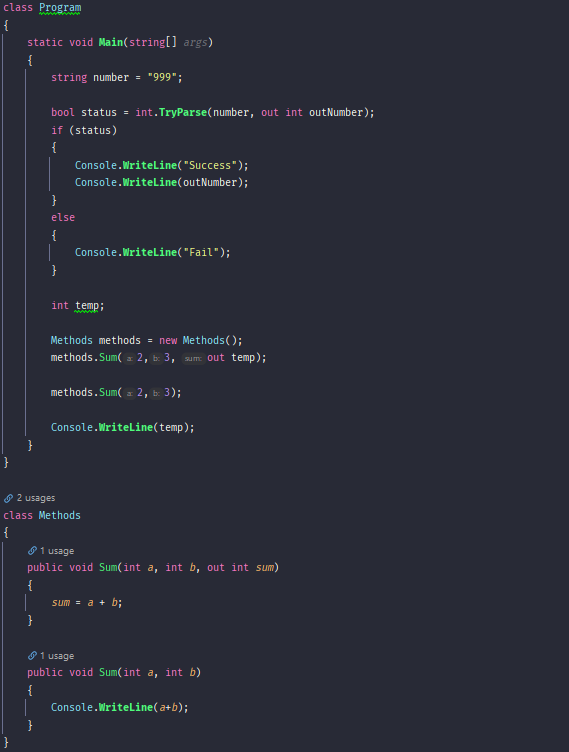 class Program
{
    static void Main(string[] args)
    {
        string number = "999";

        bool status = int.TryParse(number, out int outNumber);
        if (status)
        {
            Console.WriteLine("Success");
            Console.WriteLine(outNumber);
        }
        else
        {
            Console.WriteLine("Fail");
        }

        int temp;

        Methods methods = new Methods();
        methods.Sum( a: 2, b: 3, sum: out temp);

        methods.Sum( a: 2, b: 3);

        Console.WriteLine(temp);
    }
}

2 usages
class Methods
{
    1 usage
    public void Sum(int a, int b, out int sum)
    {
        sum = a + b;
    }

    1 usage
    public void Sum(int a, int b)
    {
        Console.WriteLine(a+b);
    }
}